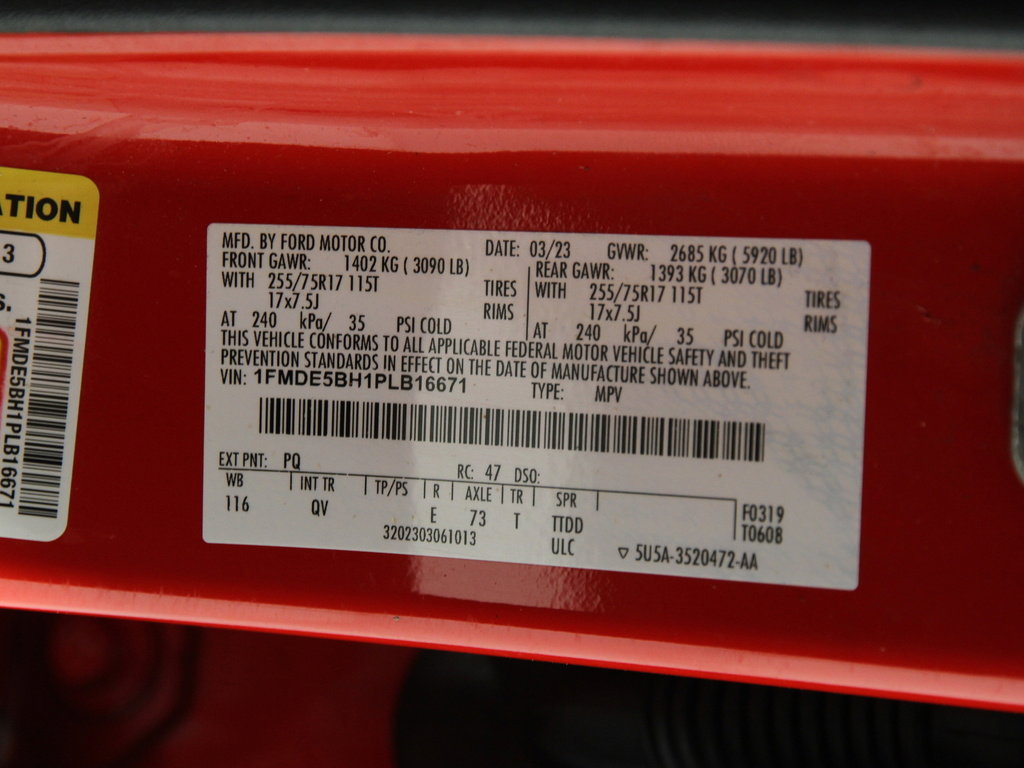 ATION
3
S.
1FMDE5BH1PLB16671
MFD. BY FORD MOTOR CO.
DATE: 03/23 GVWR: 2685 KG ( 5920 LB)
FRONT GAWR: 1402 KG ( 3090 LB)
WITH 255/75R17 115T TIRES
17x7.5J RIMS
AT 240 kPa/ 35 PSI COLD
REAR GAWR: 1393 KG ( 3070 LB)
WITH 255/75R17 115T TIRES
17x7.5J RIMS
AT 240 kPa/ 35 PSI COLD
THIS VEHICLE CONFORMS TO ALL APPLICABLE FEDERAL MOTOR VEHICLE SAFETY AND THEFT
PREVENTION STANDARDS IN EFFECT ON THE DATE OF MANUFACTURE SHOWN ABOVE.
VIN: 1FMDE5BH1PLB16671 TYPE: MPV
EXT PNT: PQ RC: 47 DSO:
WB INT TR TP/PS R AXLE TR SPR
116 QV E 73 T TTDD
F0319
T0608
3202303061013 ULC
5U5A-3520472-AA